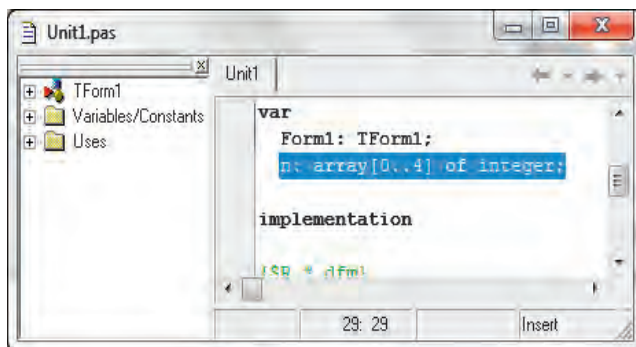 Unit1.pas
TForm1
Variables/Constants
Uses
Unit1
var
Form1: TForm1;
n: array[0..4] of integer;
implementation
{$R *.dfm}
29: 29
Insert